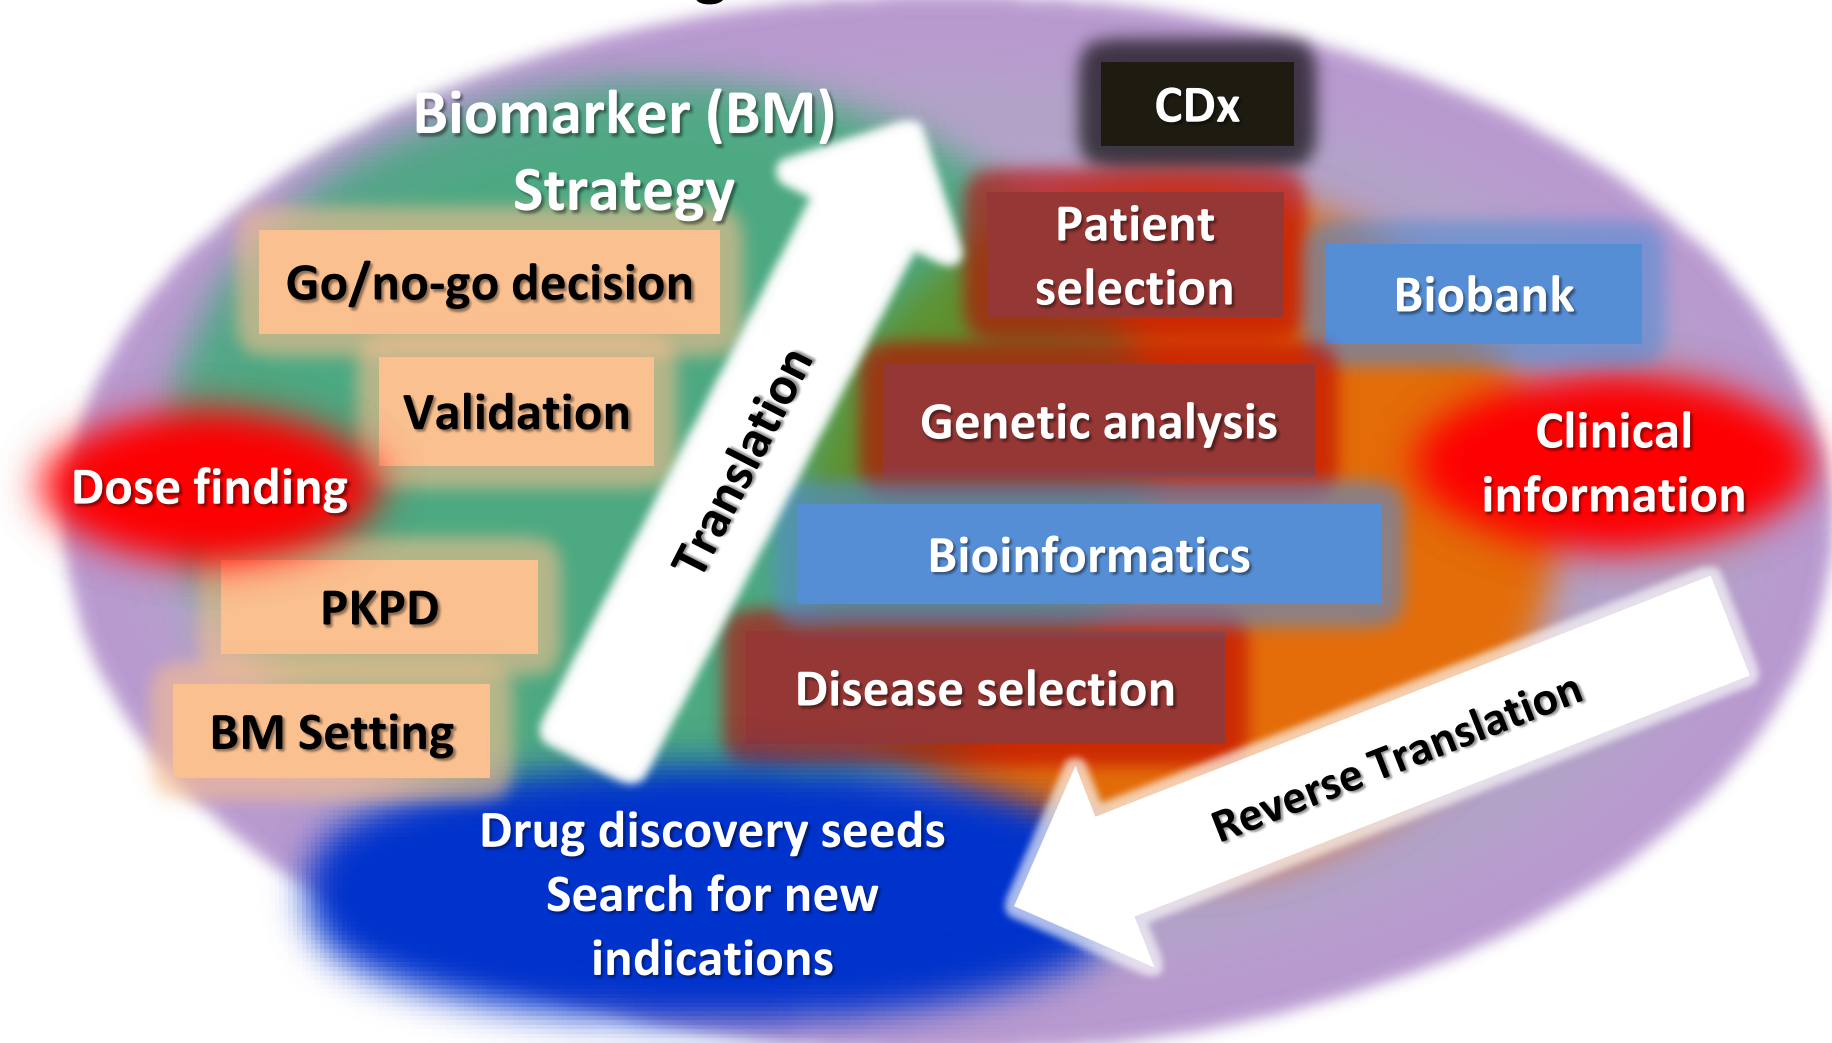 Biomarker (BM)
Strategy
CDx
Patient
selection
Go/no-go decision
Biobank
Validation
Genetic analysis
Clinical
information
Dose finding
Translation
Bioinformatics
PKPD
Disease selection
BM Setting
Reverse Translation
Drug discovery seeds
Search for new
indications